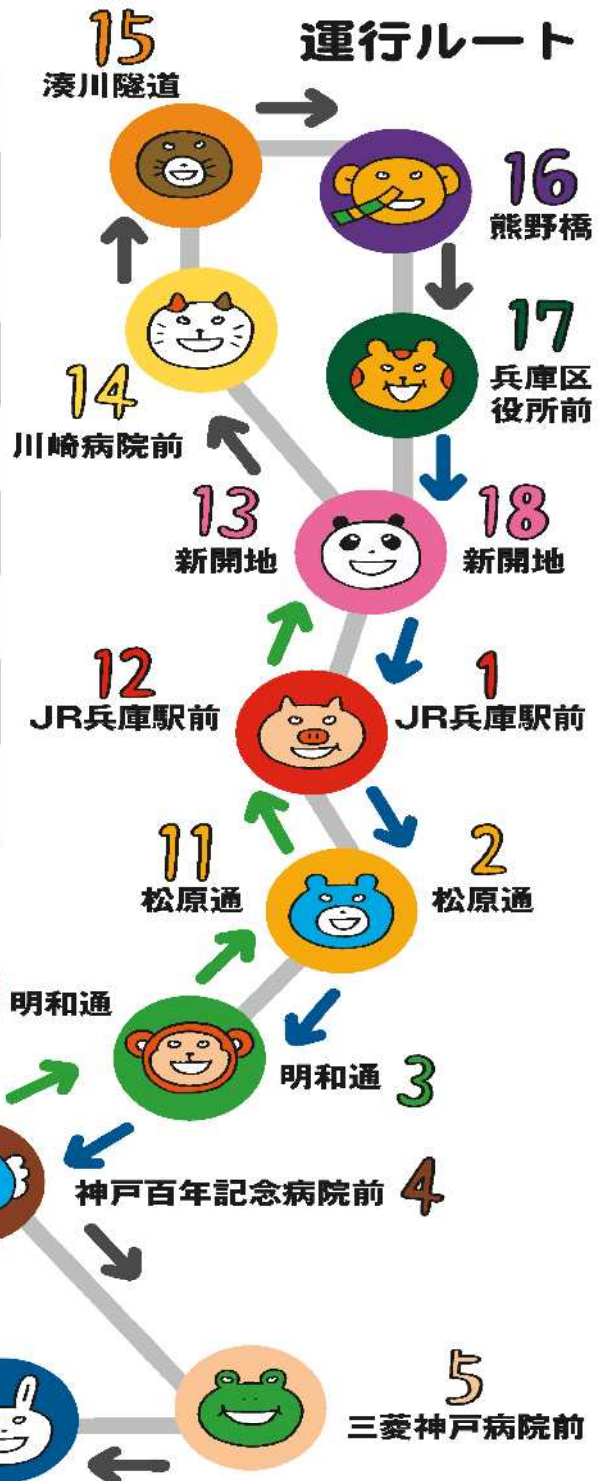 運行ルート
15
湊川隧道
16
熊野橋
17
兵庫区
役所前
14
川崎病院前
13
新開地
18
新開地
12
JR兵庫駅前
1
JR兵庫駅前
11
松原通
2
松原通
明和通
明和通 3
神戸百年記念病院前 4
5
三菱神戸病院前